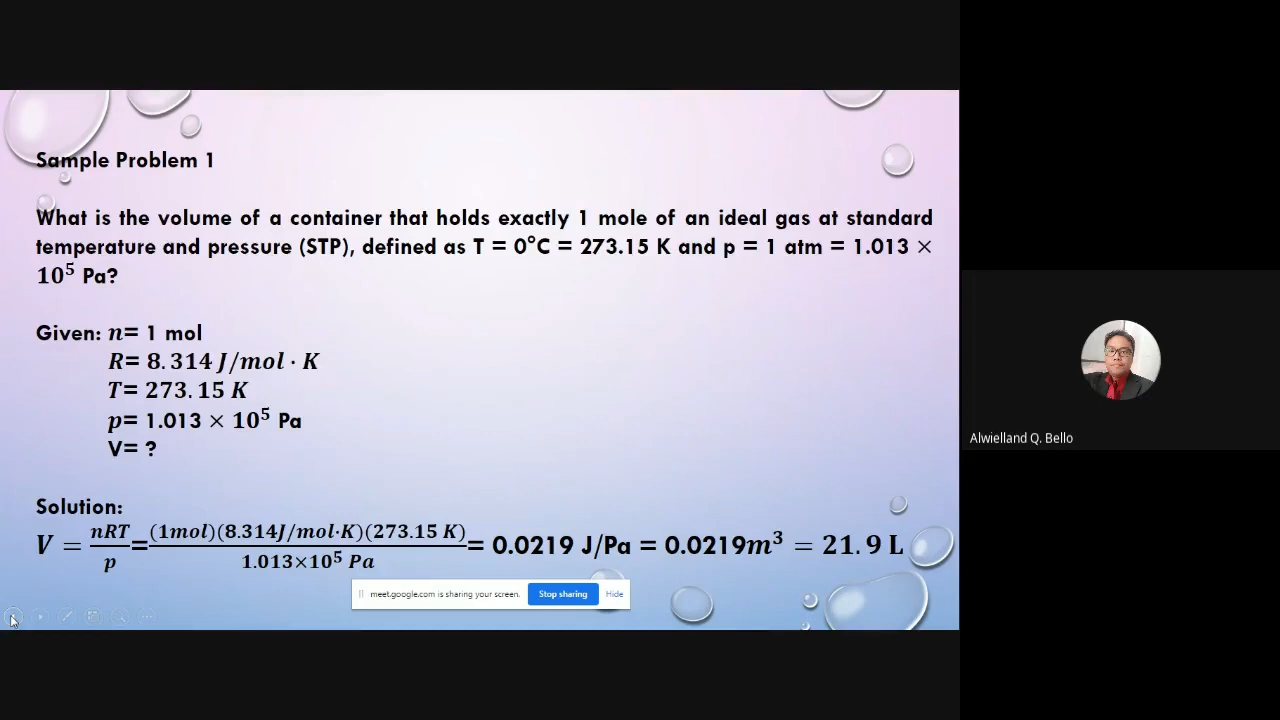 Sample Problem 1
What is the volume of a container that holds exactly 1 mole of an ideal gas at standard
temperature and pressure (STP), defined as T = 0°C = 273.15 K and p = 1 atm = 1.013 ×
10⁵ Pa?
Given: n= 1 mol
R= 8.314 J/mol · K
T= 273.15 K
p= 1.013 × 10⁵ Pa
V= ?
Solution:
V = nRT/p = (1mol)(8.314J/mol·K)(273.15 K)/1.013×10⁵ Pa = 0.0219 J/Pa = 0.0219m³ = 21.9 L
meet.google.com is sharing your screen. Stop sharing Hide
Alwielland Q. Bello